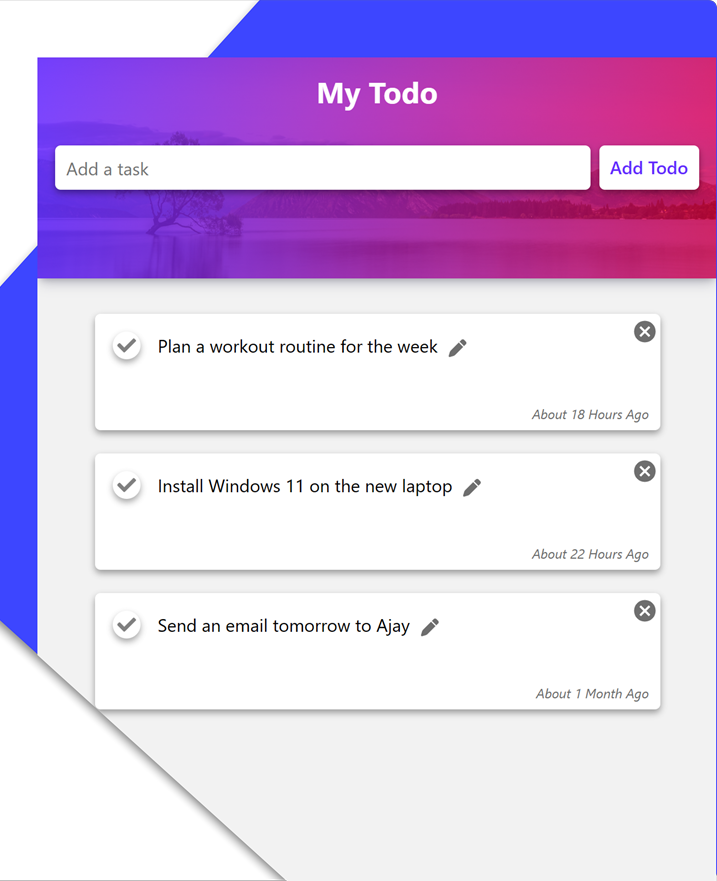 My Todo
Add a task
Add Todo
Plan a workout routine for the week
About 18 Hours Ago
Install Windows 11 on the new laptop
About 22 Hours Ago
Send an email tomorrow to Ajay
About 1 Month Ago